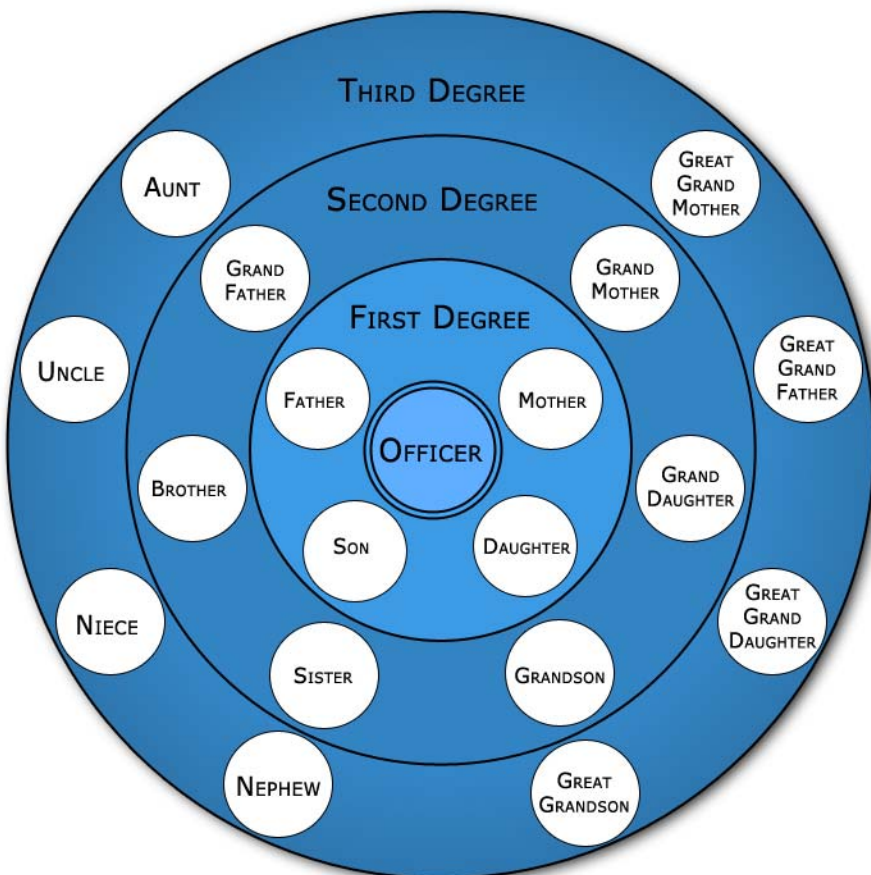 Third Degree
Aunt
Great
Grand
Mother
Second Degree
Grand
Father
Grand
Mother
First Degree
Uncle
Great
Grand
Father
Father
Mother
Officer
Brother
Grand
Daughter
Son
Daughter
Niece
Great
Grand
Daughter
Sister
Grandson
Nephew
Great
Grandson